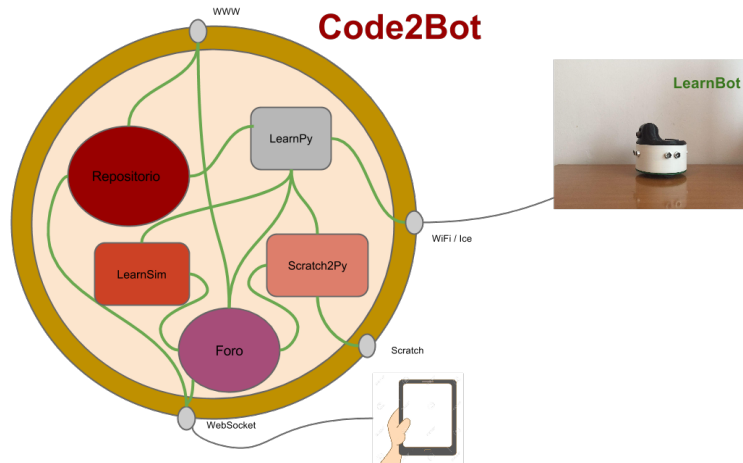 WWW
Code2Bot
LearnBot
LearnPy
Repositorio
WiFi / Ice
LearnSim
Scratch2Py
Foro
Scratch
WebSocket